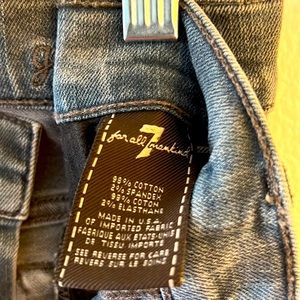 7
for all mankind
98% COTTON
2% SPANDEX
98% COTON
2% ELASTHANE
MADE IN U.S.A.
OF IMPORTED FABRIC
FABRIQUE AUX ETATS-UNIS
DE TISSU IMPORTE
SEE REVERSE FOR CARE
REVERS SUR LE SOIN